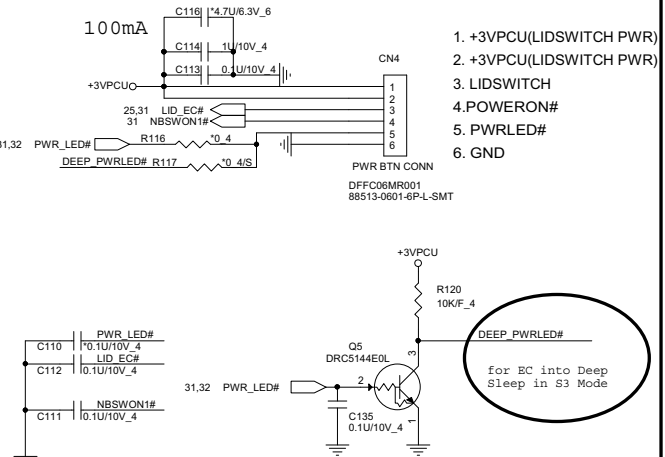 C116 *4.7U/6.3V_6
100mA
C114 1U/10V_4
C113 0.1U/10V_4
+3VPCU
CN4
1
2
3
4
5
6
25,31 LID_EC#
31 NBSWON1#
31,32 PWR_LED# R116 *0_4
DEEP_PWRLED# R117 *0_4/S
PWR BTN CONN
DFFC06MR001
88513-0601-6P-L-SMT
1. +3VPCU(LIDSWITCH PWR)
2. +3VPCU(LIDSWITCH PWR)
3. LIDSWITCH
4.POWERON#
5. PWRLED#
6. GND
+3VPCU
R120
10K/F_4
DEEP_PWRLED#
for EC into Deep
Sleep in S3 Mode
Q5
DRC5144E0L
3
2
1
31,32 PWR_LED#
C135
0.1U/10V_4
PWR_LED#
C110 *0.1U/10V_4
LID_EC#
C112 0.1U/10V_4
NBSWON1#
C111 0.1U/10V_4